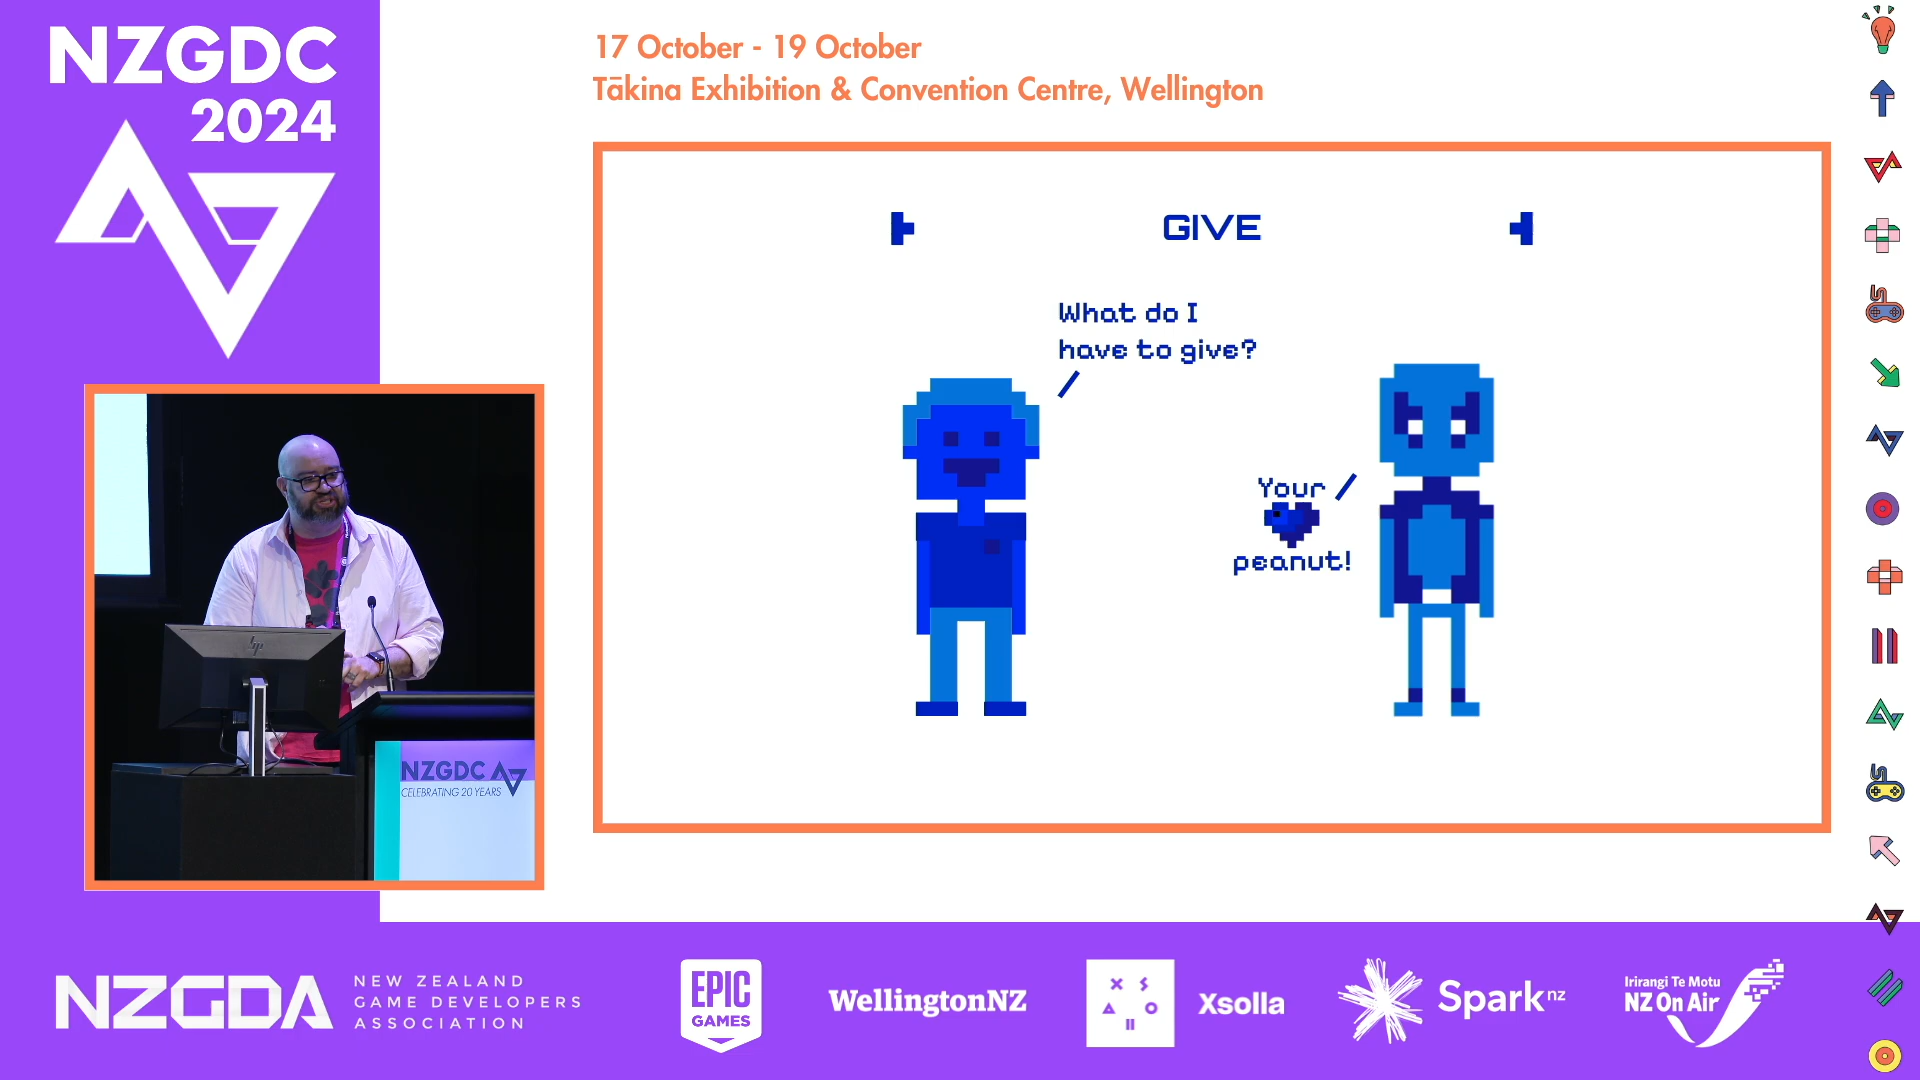 NZGDC
2024
17 October - 19 October
Tākina Exhibition & Convention Centre, Wellington
GIVE
What do I
have to give?
Your
peanut!
hp
NZGDC
CELEBRATING 20 YEARS
NZGDA
NEW ZEALAND
GAME DEVELOPERS
ASSOCIATION
EPIC
GAMES
WellingtonNZ
Xsolla
Spark nz
Irirangi Te Motu
NZ On Air